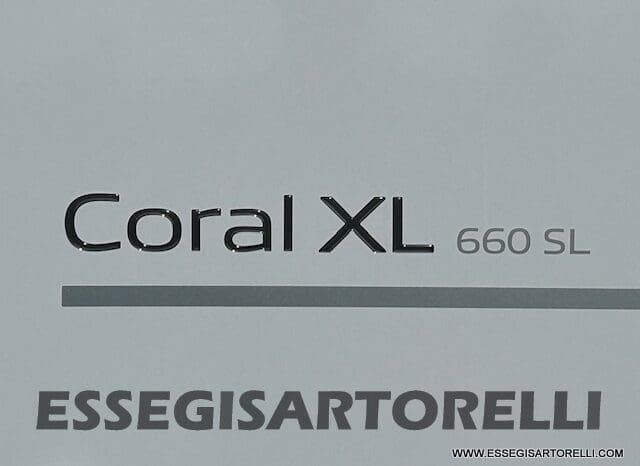 Coral XL 660 SL
ESSEGISARTORELLI
WWW.ESSEGISARTORELLI.COM